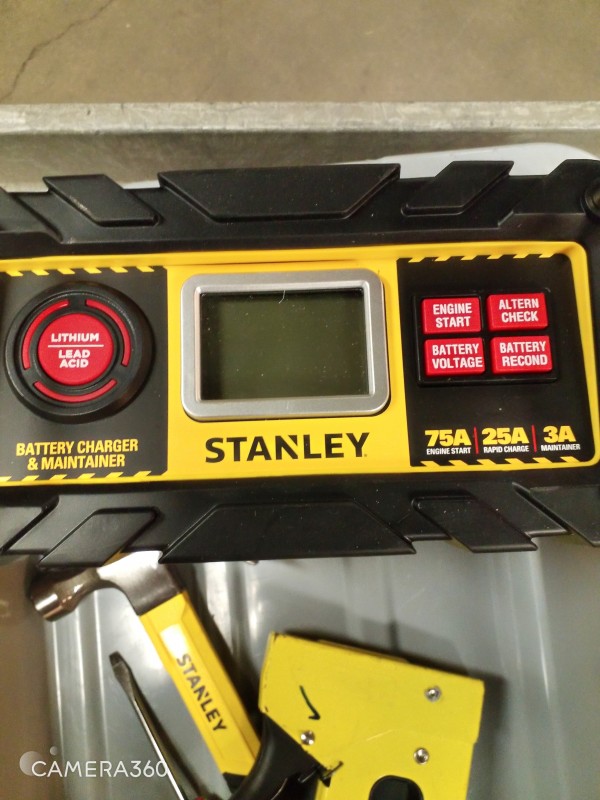 LITHIUM
LEAD
ACID
BATTERY CHARGER
& MAINTAINER
STANLEY
ENGINE
START
ALTERN
CHECK
BATTERY
VOLTAGE
BATTERY
RECOND
75A
ENGINE START
25A
RAPID CHARGE
3A
MAINTAINER
STANLEY
CAMERA360